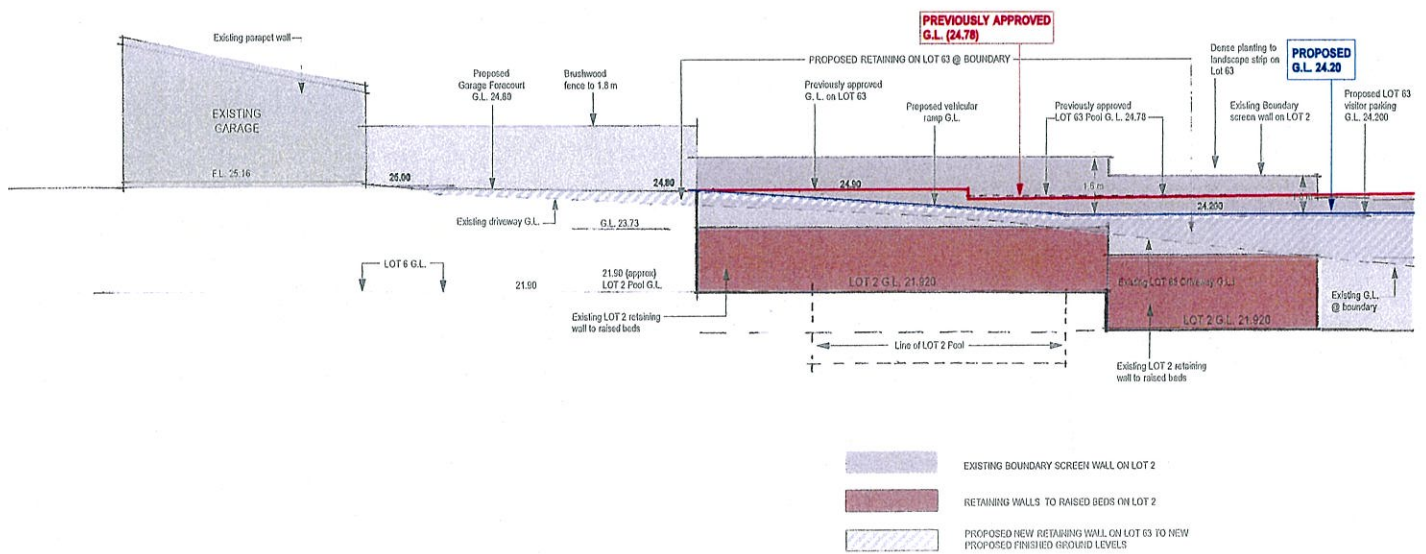 PREVIOUSLY APPROVED
G.L. (24.78)
Existing parapet wall
PROPOSED RETAINING ON LOT 63 @ BOUNDARY
Dense planting to
landscape strip on
Lot 63
PROPOSED
G.L. 24.20
Proposed
Garage Forecourt
G.L. 24.80
Brushwood
fence to 1.8 m
Previously approved
G. L. on LOT 63
Proposed vehicular
ramp G.L.
Previously approved
LOT 63 Pool G. L. 24.78
Existing Boundary
screen wall on LOT 2
Proposed LOT 63
visitor parking
G.L. 24.200
EXISTING
GARAGE
F.L. 25.16
25.00
24.80
24.90
1.8 m
24.200
Existing driveway G.L.
G.L. 23.73
LOT 6 G.L.
21.90
21.90 (approx)
LOT 2 Pool G.L.
LOT 2 G.L. 21.920
Existing LOT 63 Driveway G.L.
Existing G.L.
@ boundary
Existing LOT 2 retaining
wall to raised beds
LOT 2 G.L. 21.920
Line of LOT 2 Pool
Existing LOT 2 retaining
wall to raised beds
EXISTING BOUNDARY SCREEN WALL ON LOT 2
RETAINING WALLS TO RAISED BEDS ON LOT 2
PROPOSED NEW RETAINING WALL ON LOT 63 TO NEW
PROPOSED FINISHED GROUND LEVELS